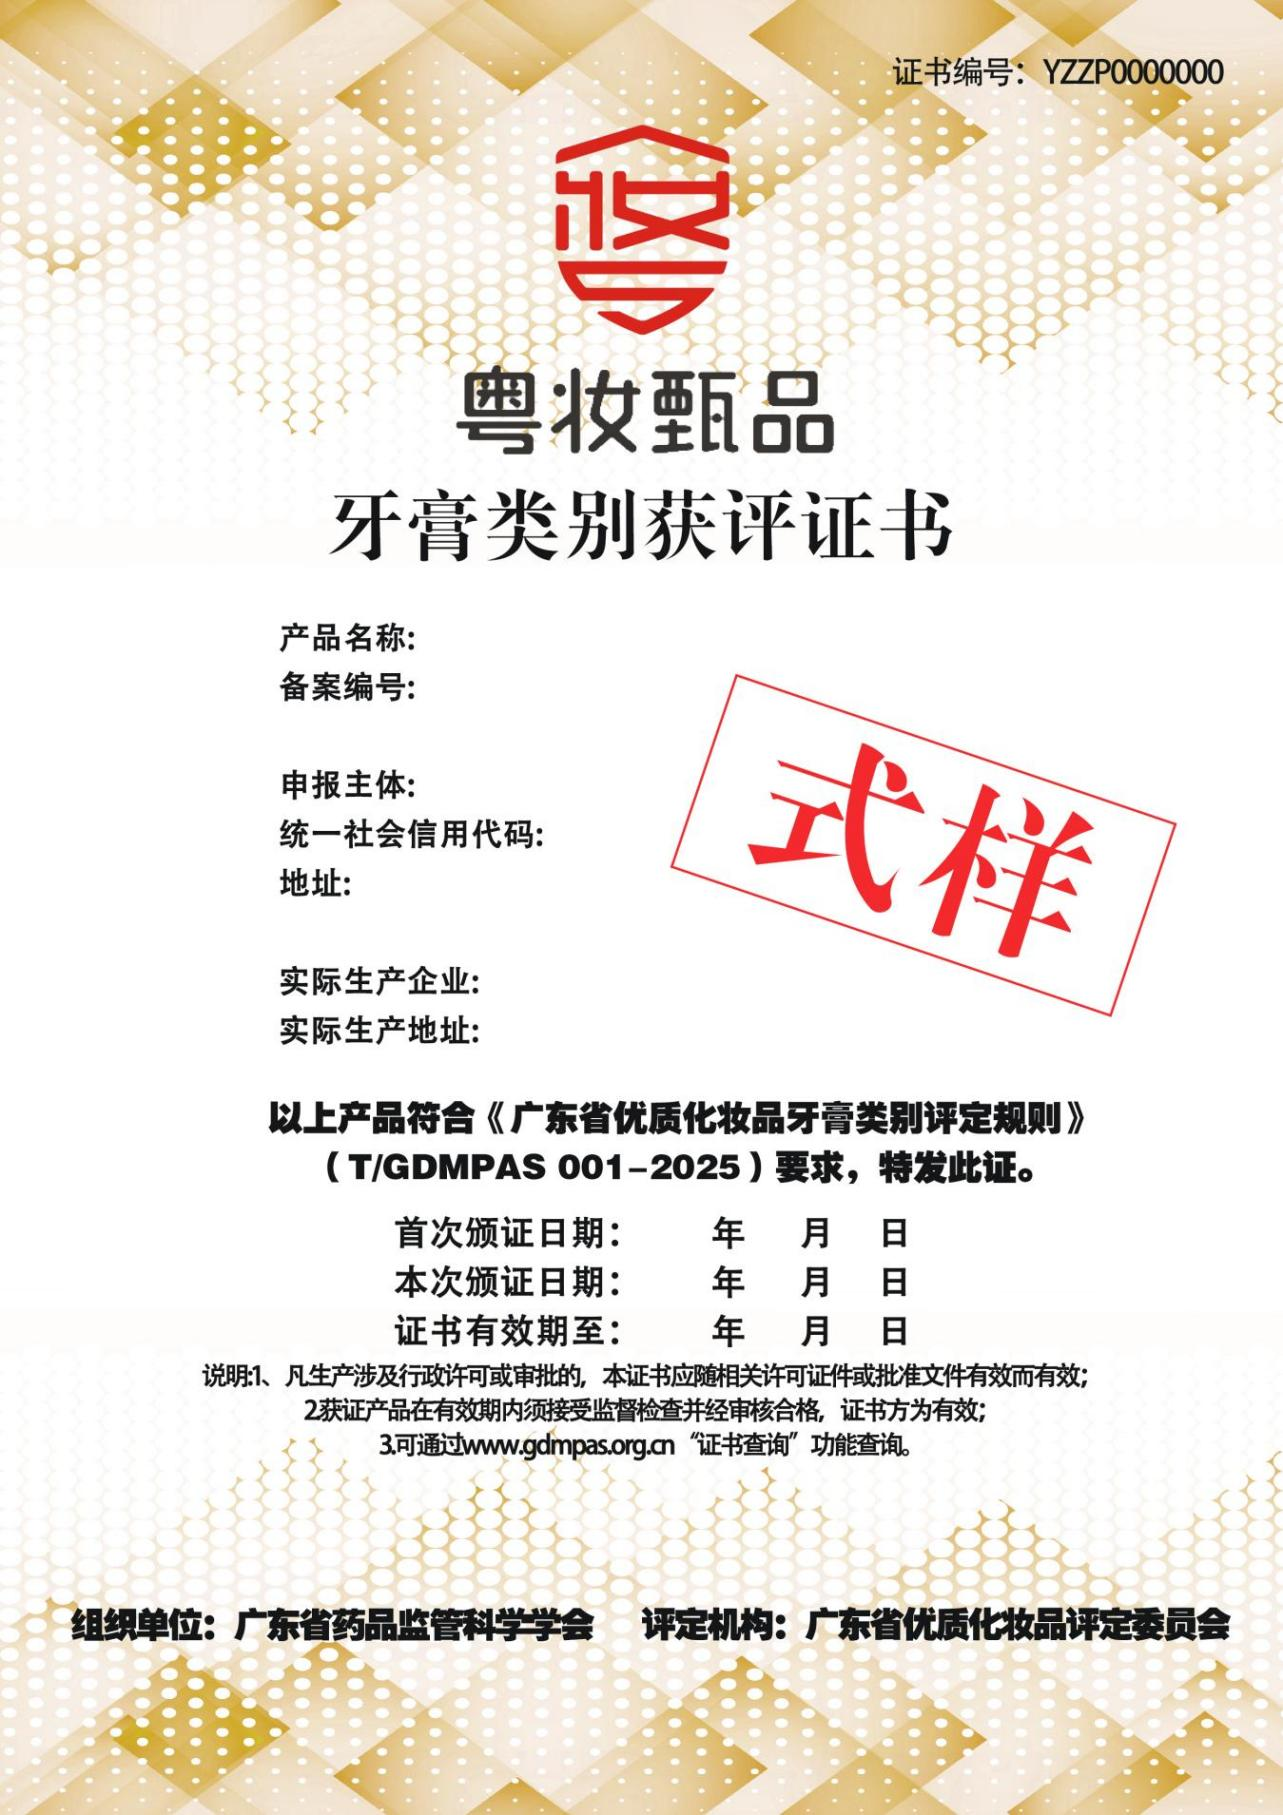 证书编号：YZZP0000000
粤妆甄品
牙膏类别获评证书
产品名称:
备案编号:
申报主体:
统一社会信用代码:
地址:
式样
实际生产企业:
实际生产地址:
以上产品符合《广东省优质化妆品牙膏类别评定规则》
（T/GDMPAS 001-2025）要求，特发此证。
首次颁证日期： 年 月 日
本次颁证日期： 年 月 日
证书有效期至： 年 月 日
说明:1、凡生产涉及行政许可或审批的，本证书应随相关许可证件或批准文件有效而有效；
2.获证产品在有效期内须接受监督检查并经审核合格，证书方为有效；
3.可通过www.gdmpas.org.cn“证书查询”功能查询。
组织单位：广东省药品监管科学学会 评定机构：广东省优质化妆品评定委员会